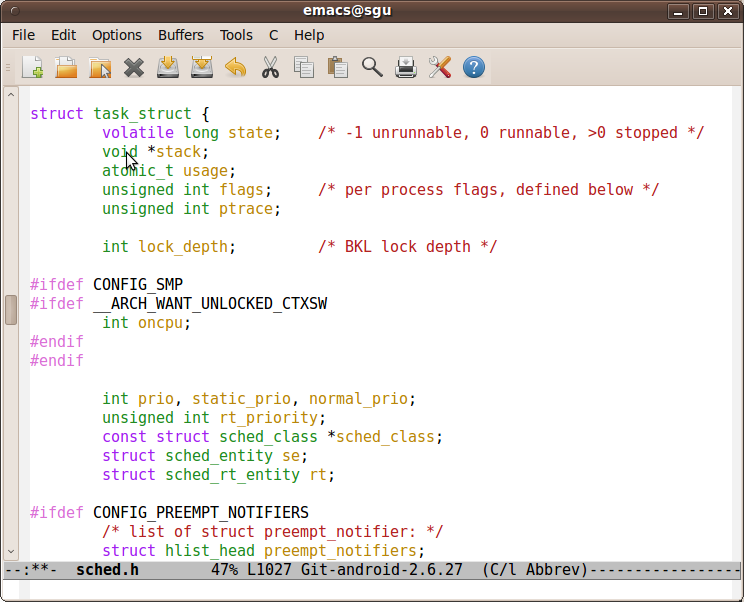 emacs@sgu
File Edit Options Buffers Tools C Help
struct task_struct {
volatile long state; /* -1 unrunnable, 0 runnable, >0 stopped */
void *stack;
atomic_t usage;
unsigned int flags; /* per process flags, defined below */
unsigned int ptrace;
int lock_depth; /* BKL lock depth */
#ifdef CONFIG_SMP
#ifdef __ARCH_WANT_UNLOCKED_CTXSW
int oncpu;
#endif
#endif
int prio, static_prio, normal_prio;
unsigned int rt_priority;
const struct sched_class *sched_class;
struct sched_entity se;
struct sched_rt_entity rt;
#ifdef CONFIG_PREEMPT_NOTIFIERS
/* list of struct preempt_notifier: */
struct hlist_head preempt_notifiers;
--:**- sched.h 47% L1027 Git-android-2.6.27 (C/l Abbrev)-----------------